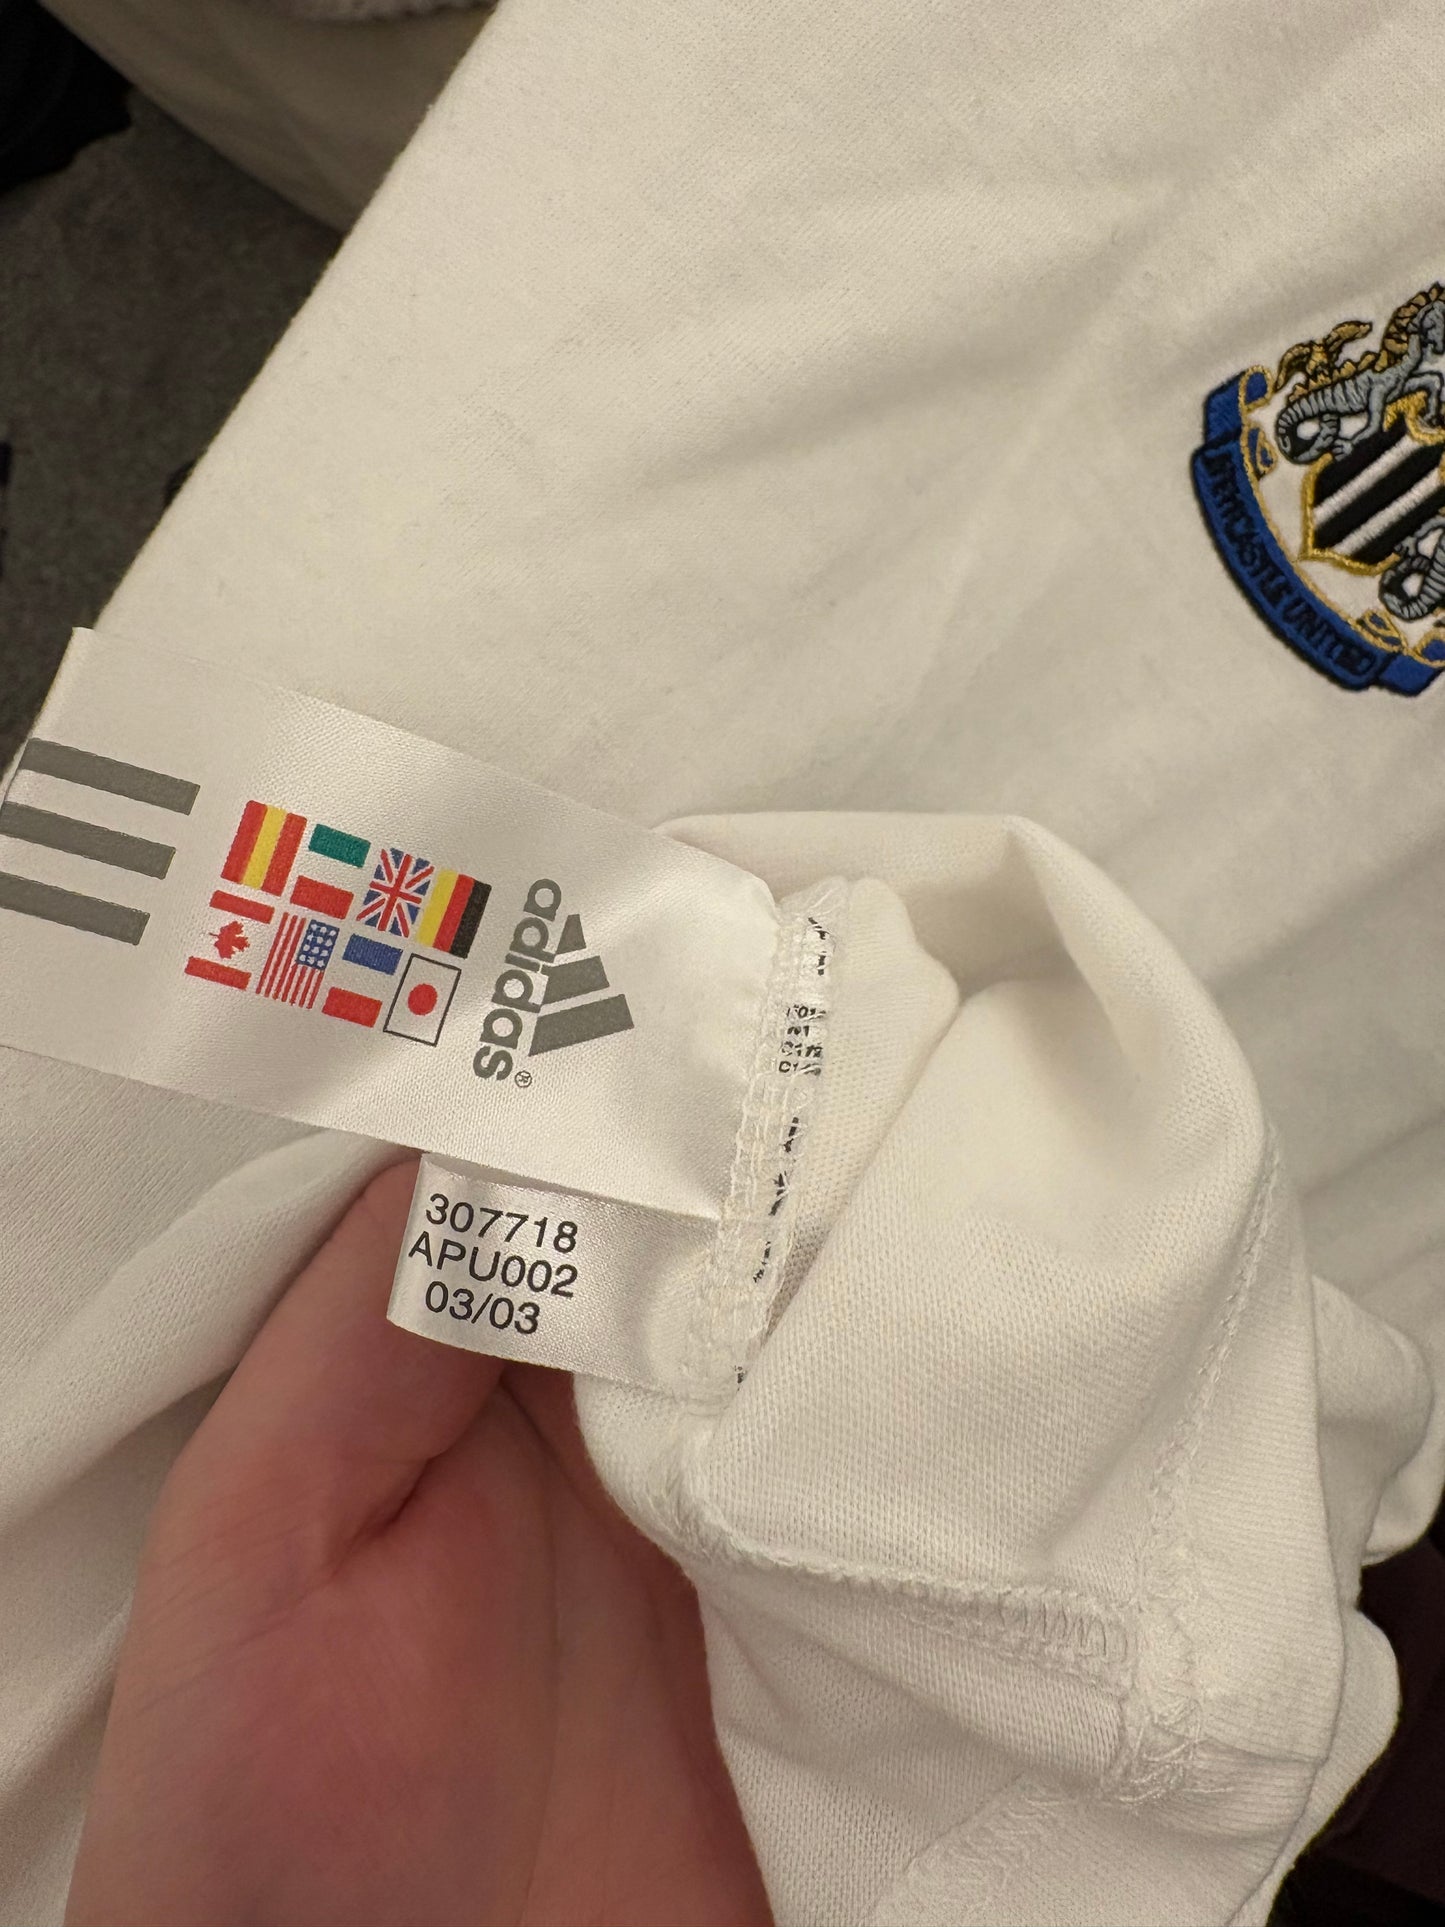 NEWCASTLE UNITED
adidas®
307718
APU002
03/03